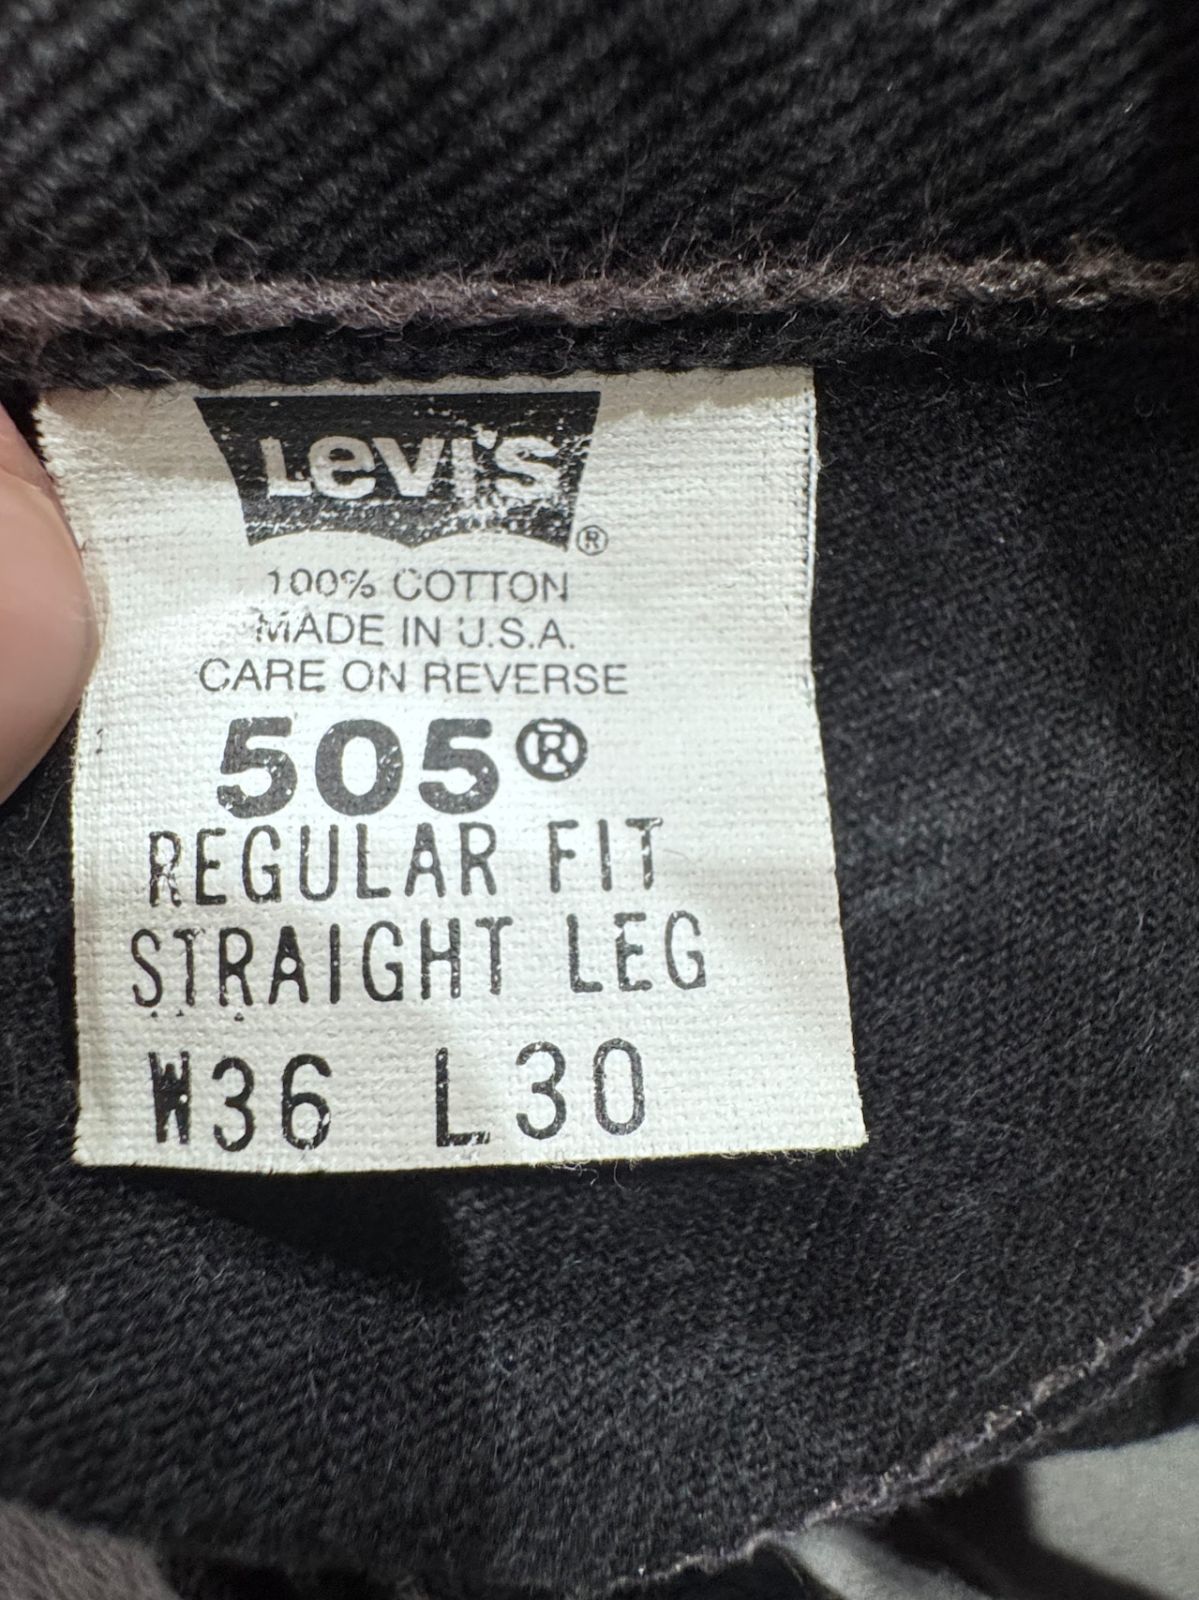 Levi's ®
100% COTTON
MADE IN U.S.A.
CARE ON REVERSE
505®
REGULAR FIT
STRAIGHT LEG
W36 L30